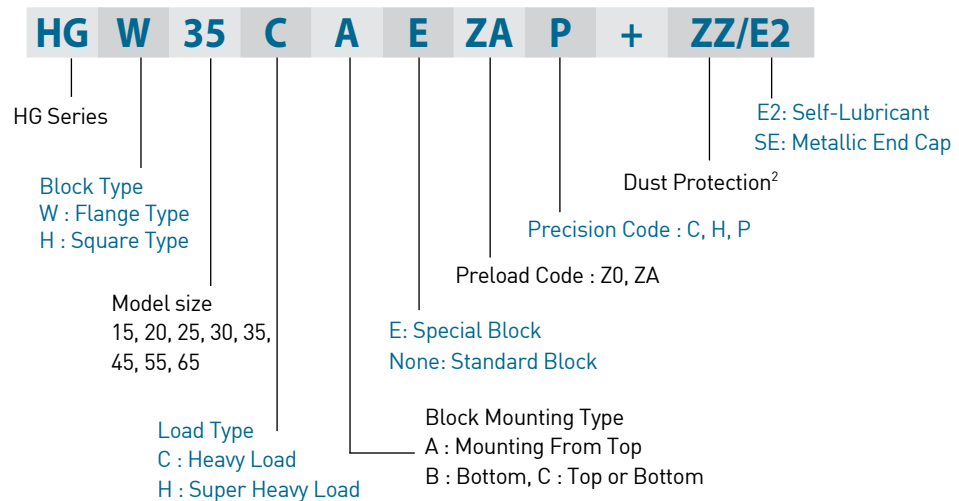 HG W 35 C A E ZA P + ZZ/E2
HG Series
E2: Self-Lubricant
SE: Metallic End Cap
Dust Protection2
Block Type
W : Flange Type
H : Square Type
Precision Code : C, H, P
Preload Code : Z0, ZA
Model size
15, 20, 25, 30, 35,
45, 55, 65
E: Special Block
None: Standard Block
Block Mounting Type
A : Mounting From Top
B : Bottom, C : Top or Bottom
Load Type
C : Heavy Load
H : Super Heavy Load